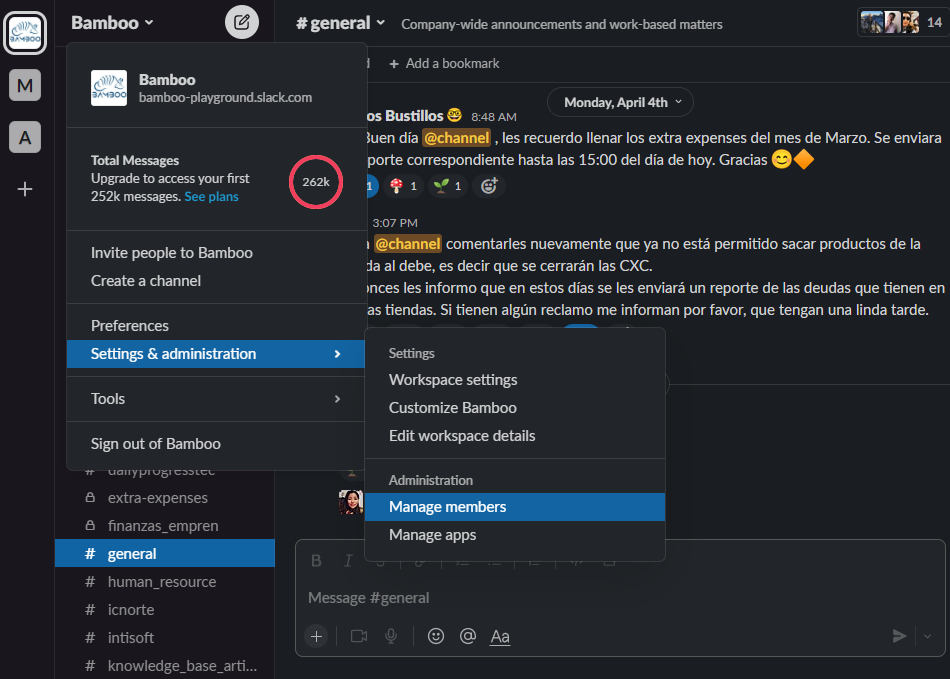 Bamboo
# general
Company-wide announcements and work-based matters
14
M
A
Bamboo
bamboo-playground.slack.com
Total Messages
Upgrade to access your first
252k messages. See plans
262k
Invite people to Bamboo
Create a channel
Preferences
Settings & administration
Tools
Sign out of Bamboo
# dailyprogresstec
extra-expenses
finanzas_empren
# general
# human_resource
# icnorte
# intisoft
# knowledge_base_arti...
+ Add a bookmark
Monday, April 4th
os Bustillos 8:48 AM
Buen día @channel , les recuerdo llenar los extra expenses del mes de Marzo. Se enviara
porte correspondiente hasta las 15:00 del día de hoy. Gracias
1 1 1
3:07 PM
a @channel comentarles nuevamente que ya no está permitido sacar productos de la
da al debe, es decir que se cerrarán las CXC.
onces les informo que en estos días se les enviará un reporte de las deudas que tienen en
as tiendas. Si tienen algún reclamo me informan por favor, que tengan una linda tarde.
Settings
Workspace settings
Customize Bamboo
Edit workspace details
Administration
Manage members
Manage apps
B I S
Message #general
+ @ Aa